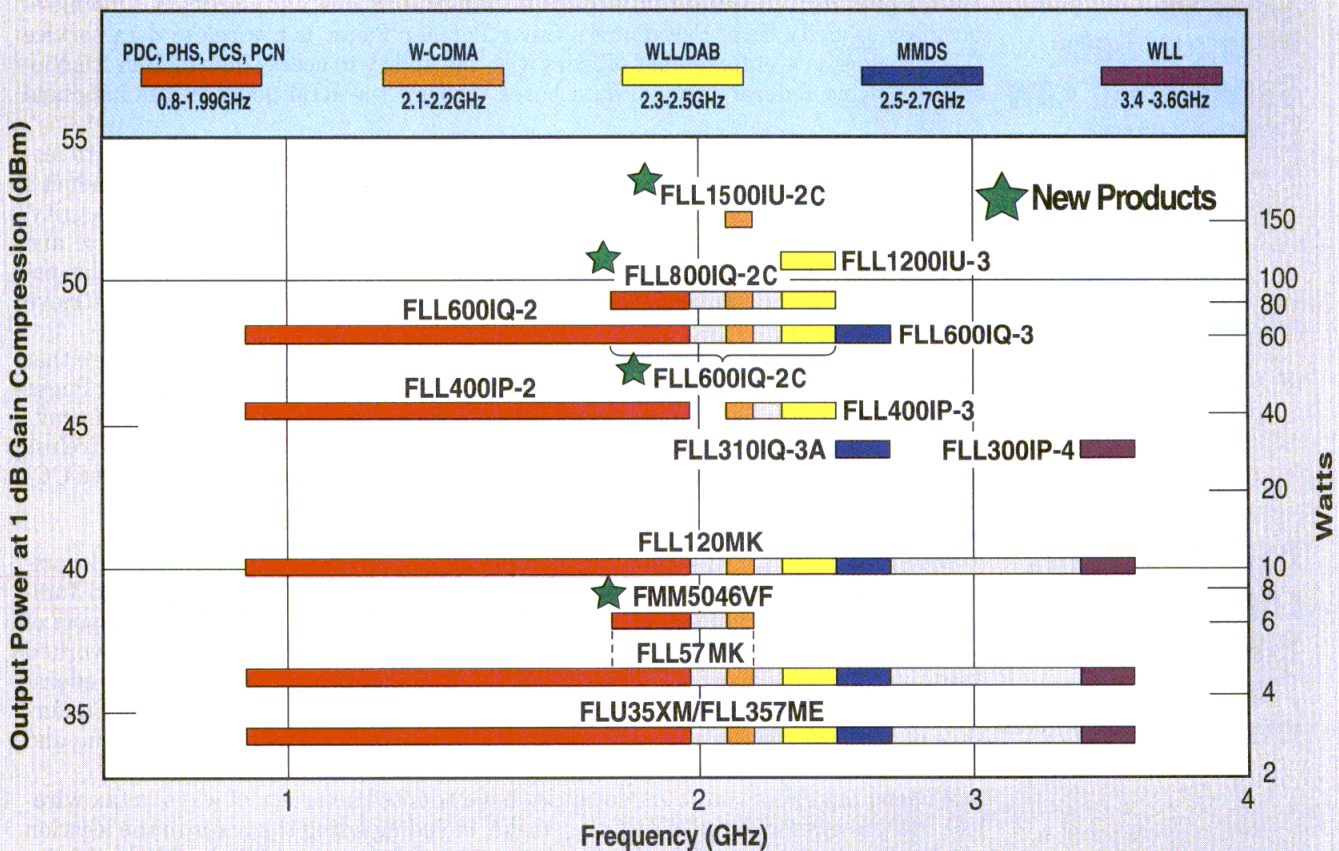 PDC, PHS, PCS, PCN
W-CDMA
WLL/DAB
MMDS
WLL
0.8-1.99GHz
2.1-2.2GHz
2.3-2.5GHz
2.5-2.7GHz
3.4 -3.6GHz
Output Power at 1 dB Gain Compression (dBm)
55
50
45
40
35
New Products
FLL1500IU-2C
FLL1200IU-3
FLL800IQ-2C
FLL600IQ-2
FLL600IQ-3
FLL600IQ-2C
FLL400IP-2
FLL400IP-3
FLL310IQ-3A
FLL300IP-4
FLL120MK
FMM5046VF
FLL57MK
FLU35XM/FLL357ME
150
100
80
60
40
20
10
8
6
4
2
Watts
1
2
3
4
Frequency (GHz)